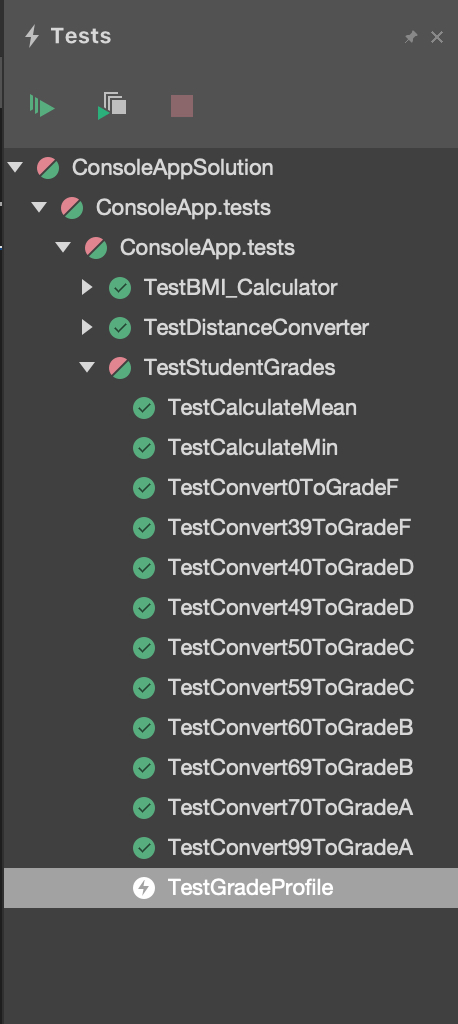 Tests
ConsoleAppSolution
ConsoleApp.tests
ConsoleApp.tests
TestBMI_Calculator
TestDistanceConverter
TestStudentGrades
TestCalculateMean
TestCalculateMin
TestConvert0ToGradeF
TestConvert39ToGradeF
TestConvert40ToGradeD
TestConvert49ToGradeD
TestConvert50ToGradeC
TestConvert59ToGradeC
TestConvert60ToGradeB
TestConvert69ToGradeB
TestConvert70ToGradeA
TestConvert99ToGradeA
TestGradeProfile